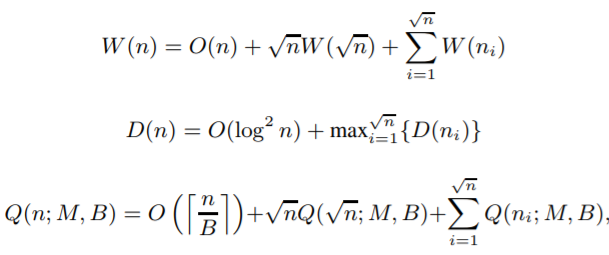 W(n) = O(n) + √n W(√n) + ∑_{i=1}^{√n} W(n_i)
D(n) = O(log² n) + max_{i=1}^{√n} {D(n_i)}
Q(n; M, B) = O(⌈n/B⌉) + √n Q(√n; M, B) + ∑_{i=1}^{√n} Q(n_i; M, B),